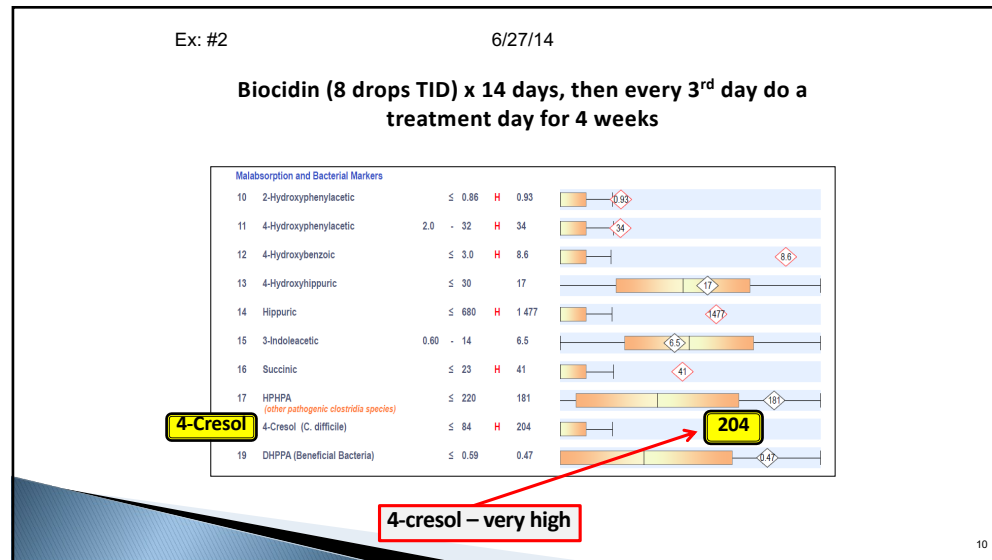 Ex: #2 6/27/14
Biocidin (8 drops TID) x 14 days, then every 3rd day do a
treatment day for 4 weeks
Malabsorption and Bacterial Markers
10 2-Hydroxyphenylacetic ≤ 0.86 H 0.93 0.93
11 4-Hydroxyphenylacetic 2.0 - 32 H 34 34
12 4-Hydroxybenzoic ≤ 3.0 H 8.6 8.6
13 4-Hydroxyhippuric ≤ 30 17 17
14 Hippuric ≤ 680 H 1 477 1477
15 3-Indoleacetic 0.60 - 14 6.5 6.5
16 Succinic ≤ 23 H 41 41
17 HPHPA ≤ 220 181 181
(other pathogenic clostridia species)
4-Cresol 4-Cresol (C. difficile) ≤ 84 H 204 204
19 DHPPA (Beneficial Bacteria) ≤ 0.59 0.47 0.47
4-cresol – very high
10